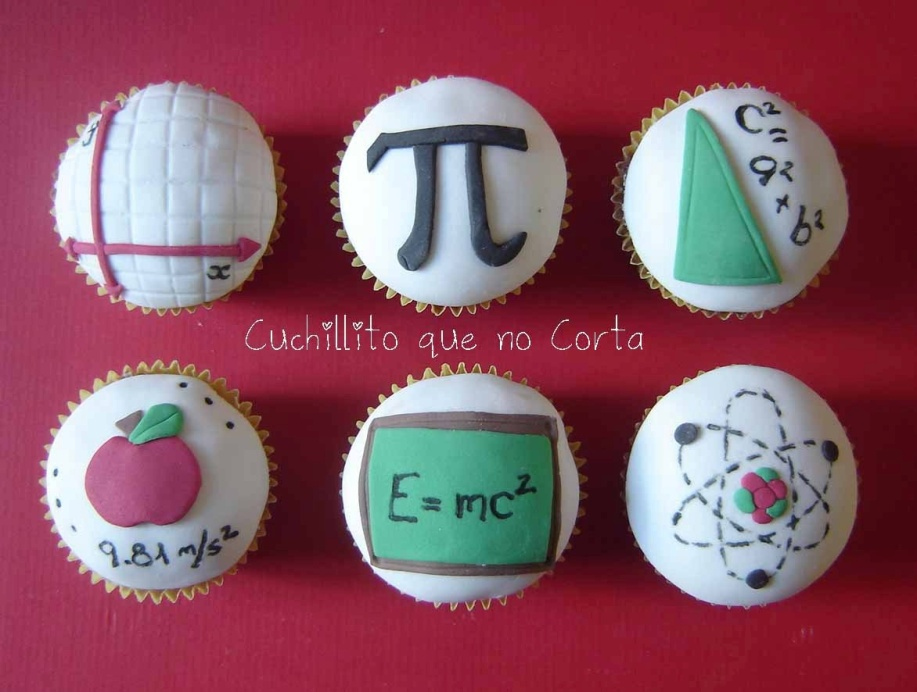 y
x
π
c²=
a²
+
b²
Cuchillito que no Corta
9.81 m/s²
E=mc²